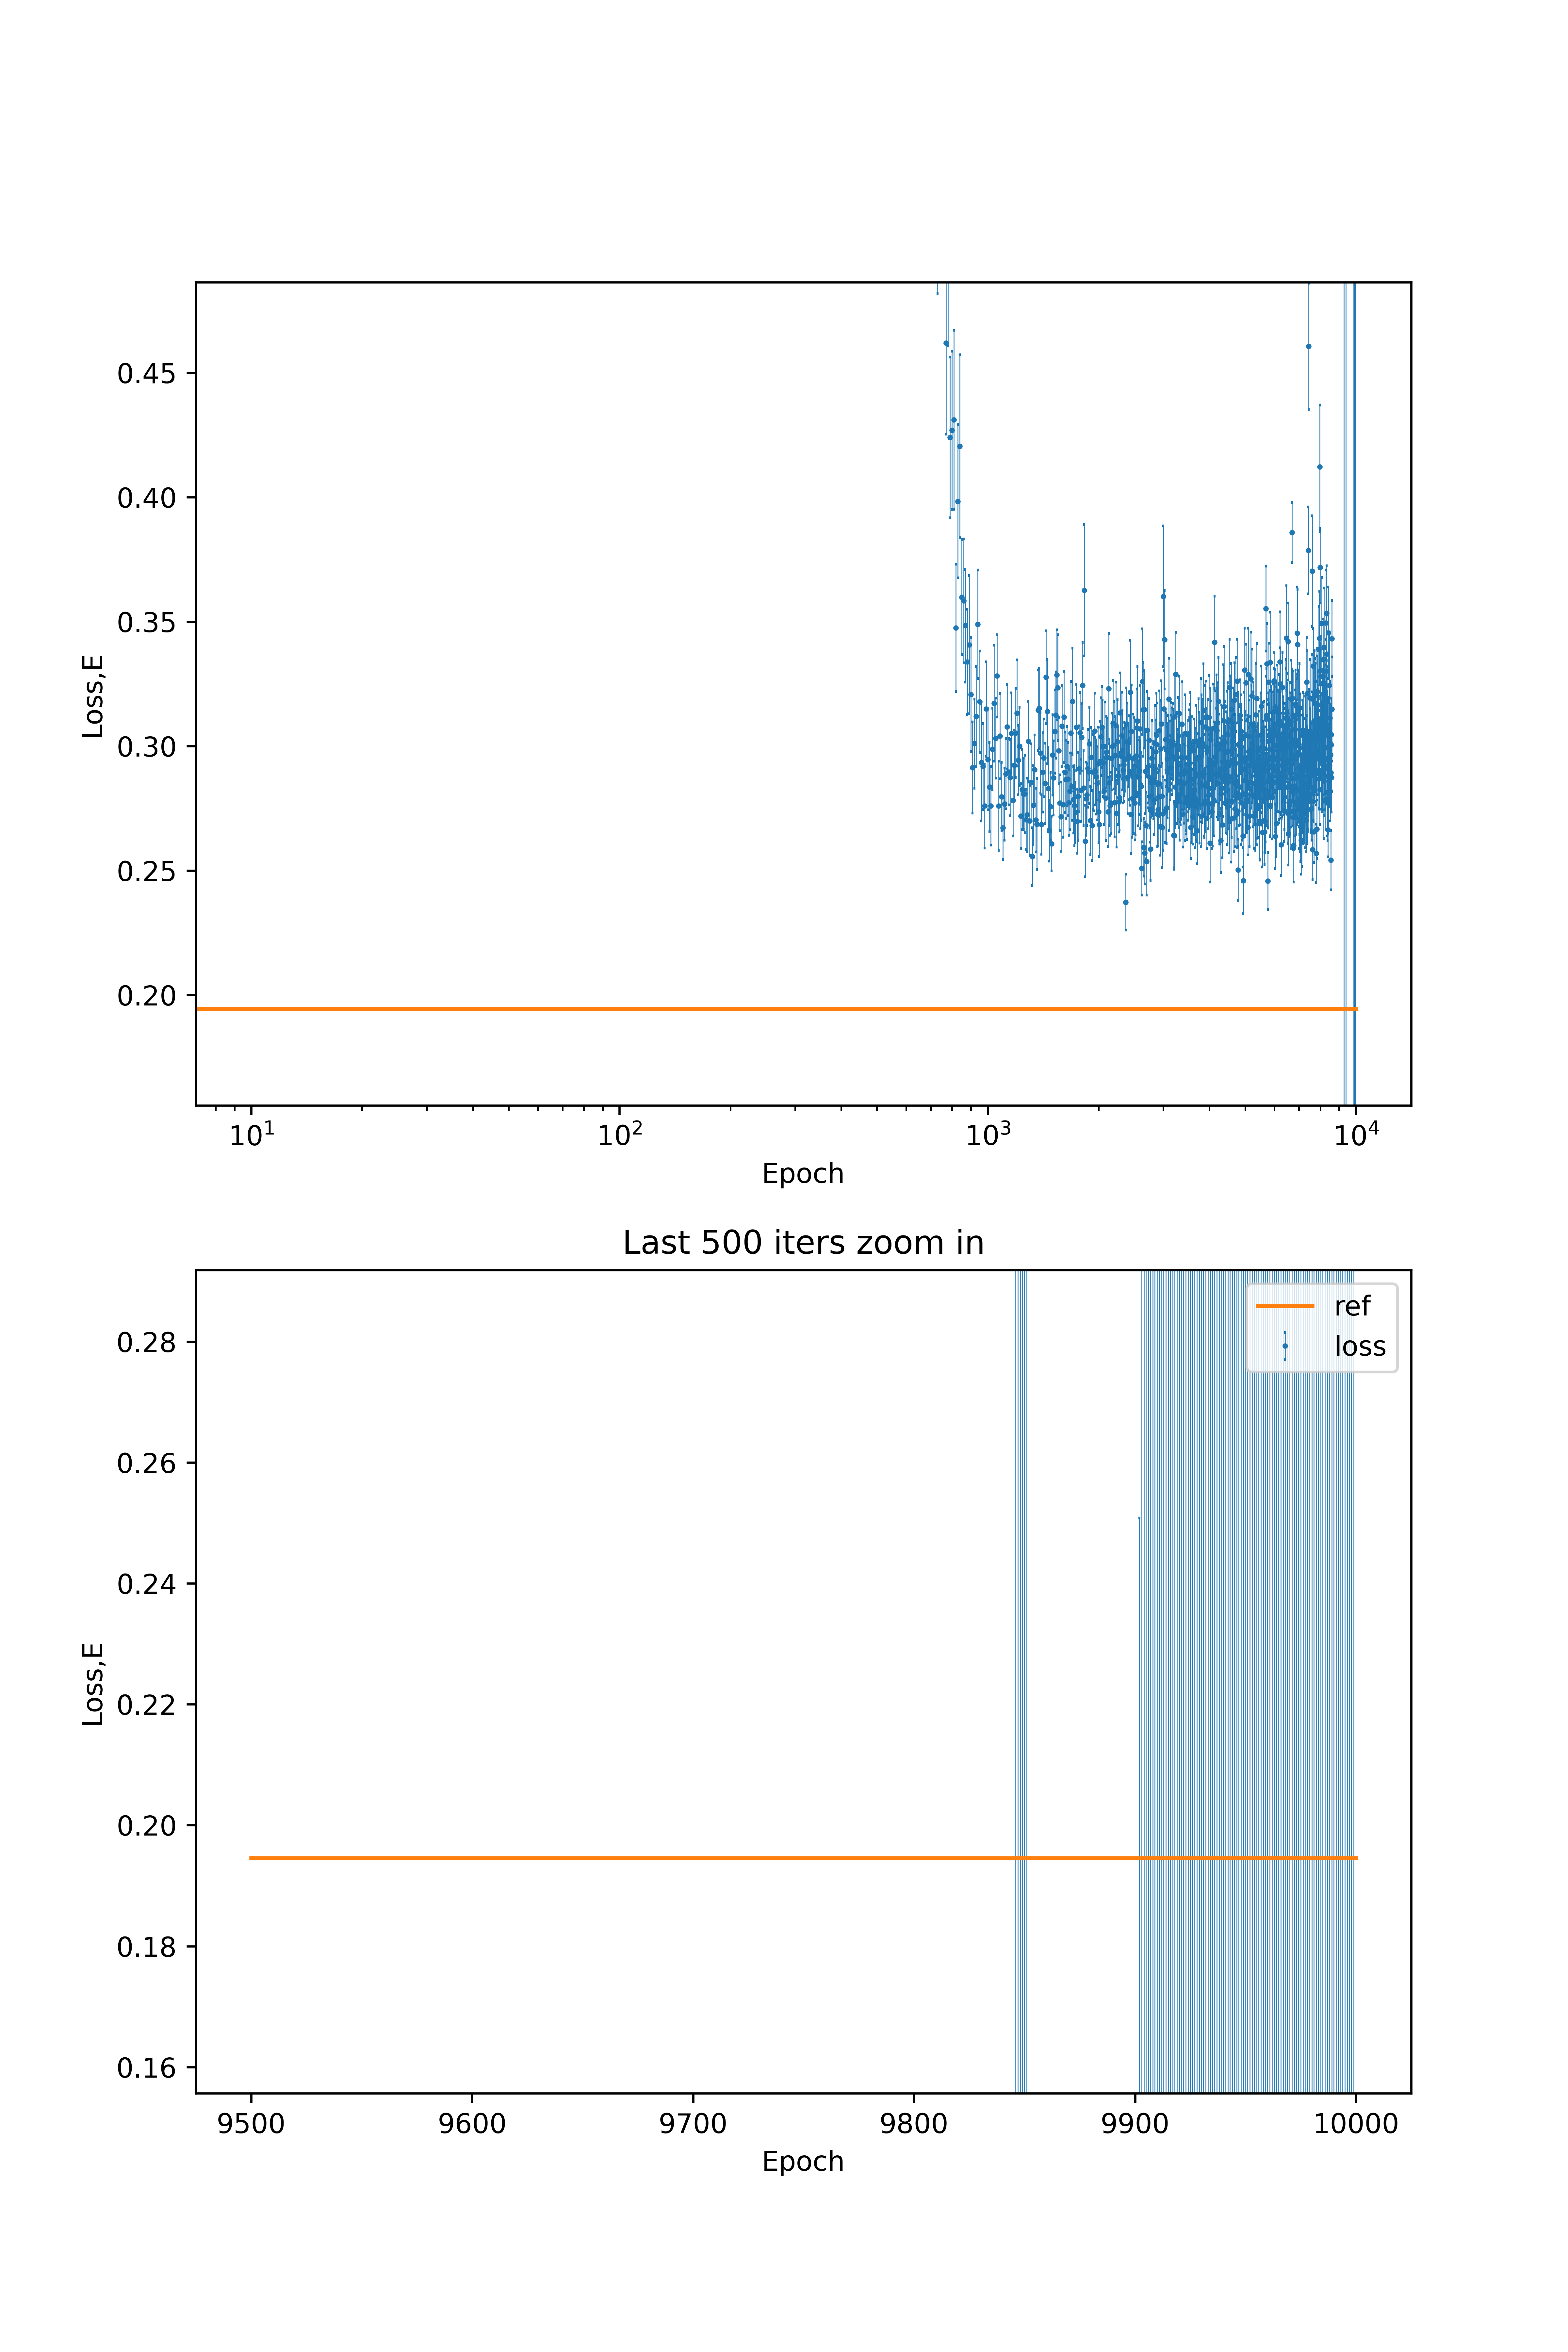 0.45
0.40
0.35
0.30
0.25
0.20
Loss,E
10¹ 10² 10³ 10⁴
Epoch
Last 500 iters zoom in
ref
loss
0.28
0.26
0.24
0.22
0.20
0.18
0.16
Loss,E
9500 9600 9700 9800 9900 10000
Epoch